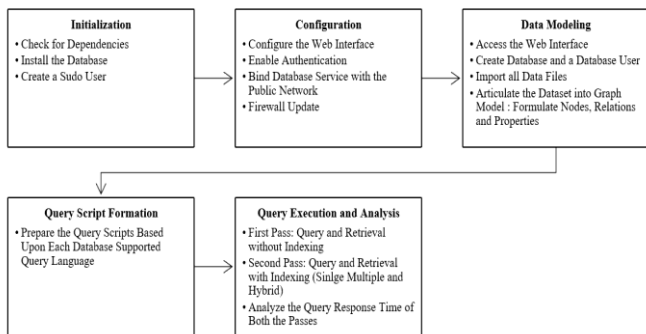 Initialization
• Check for Dependencies
• Install the Database
• Create a Sudo User
Configuration
• Configure the Web Interface
• Enable Authentication
• Bind Database Service with the
Public Network
• Firewall Update
Data Modeling
• Access the Web Interface
• Create Database and a Database User
• Import all Data Files
• Articulate the Dataset into Graph
Model : Formulate Nodes, Relations
and Properties
Query Script Formation
• Prepare the Query Scripts Based
Upon Each Database Supported
Query Language
Query Execution and Analysis
• First Pass: Query and Retrieval
without Indexing
• Second Pass: Query and Retrieval
with Indexing (Sinlge Multiple and
Hybrid)
• Analyze the Query Response Time of
Both the Passes